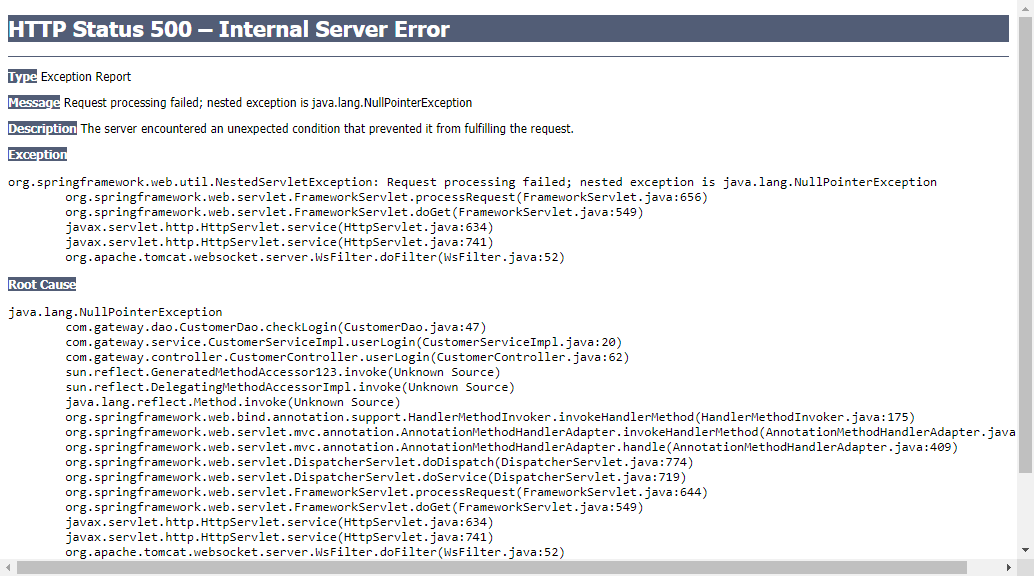 HTTP Status 500 – Internal Server Error
Type Exception Report
Message Request processing failed; nested exception is java.lang.NullPointerException
Description The server encountered an unexpected condition that prevented it from fulfilling the request.
Exception
org.springframework.web.util.NestedServletException: Request processing failed; nested exception is java.lang.NullPointerException
org.springframework.web.servlet.FrameworkServlet.processRequest(FrameworkServlet.java:656)
org.springframework.web.servlet.FrameworkServlet.doGet(FrameworkServlet.java:549)
javax.servlet.http.HttpServlet.service(HttpServlet.java:634)
javax.servlet.http.HttpServlet.service(HttpServlet.java:741)
org.apache.tomcat.websocket.server.WsFilter.doFilter(WsFilter.java:52)
Root Cause
java.lang.NullPointerException
com.gateway.dao.CustomerDao.checkLogin(CustomerDao.java:47)
com.gateway.service.CustomerServiceImpl.userLogin(CustomerServiceImpl.java:20)
com.gateway.controller.CustomerController.userLogin(CustomerController.java:62)
sun.reflect.GeneratedMethodAccessor123.invoke(Unknown Source)
sun.reflect.DelegatingMethodAccessorImpl.invoke(Unknown Source)
java.lang.reflect.Method.invoke(Unknown Source)
org.springframework.web.bind.annotation.support.HandlerMethodInvoker.invokeHandlerMethod(HandlerMethodInvoker.java:175)
org.springframework.web.servlet.mvc.annotation.AnnotationMethodHandlerAdapter.invokeHandlerMethod(AnnotationMethodHandlerAdapter.java
org.springframework.web.servlet.mvc.annotation.AnnotationMethodHandlerAdapter.handle(AnnotationMethodHandlerAdapter.java:409)
org.springframework.web.servlet.DispatcherServlet.doDispatch(DispatcherServlet.java:774)
org.springframework.web.servlet.DispatcherServlet.doService(DispatcherServlet.java:719)
org.springframework.web.servlet.FrameworkServlet.processRequest(FrameworkServlet.java:644)
org.springframework.web.servlet.FrameworkServlet.doGet(FrameworkServlet.java:549)
javax.servlet.http.HttpServlet.service(HttpServlet.java:634)
javax.servlet.http.HttpServlet.service(HttpServlet.java:741)
org.apache.tomcat.websocket.server.WsFilter.doFilter(WsFilter.java:52)